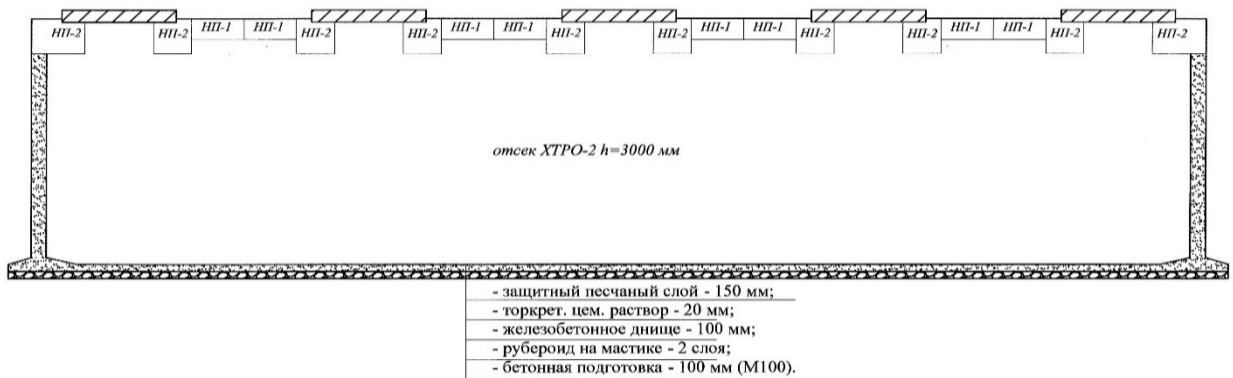 НП-2 НП-2 НП-1 НП-1 НП-2 НП-2 НП-1 НП-1 НП-2 НП-2 НП-1 НП-1 НП-2 НП-2 НП-1 НП-1 НП-2 НП-2
отсек ХТРО-2 h=3000 мм
- защитный песчаный слой - 150 мм;
- торкрет. цем. раствор - 20 мм;
- железобетонное днище - 100 мм;
- рубероид на мастике - 2 слоя;
- бетонная подготовка - 100 мм (М100).